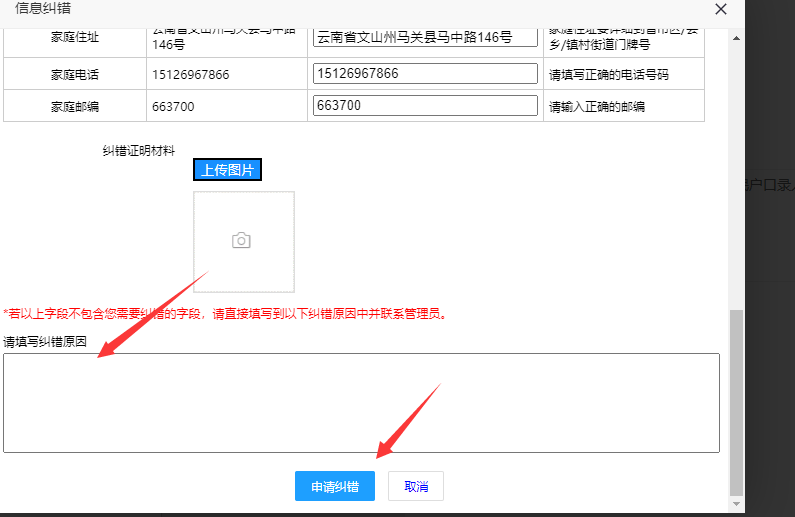 信息纠错
家庭住址
云南省文山州马关县马中路
146号
云南省文山州马关县马中路146号
家庭住址要详细到省市区/县
乡/镇村街道门牌号
家庭电话 15126967866 15126967866 请填写正确的电话号码
家庭邮编 663700 663700 请输入正确的邮编
纠错证明材料
上传图片
*若以上字段不包含您需要纠错的字段，请直接填写到以下纠错原因中并联系管理员。
请填写纠错原因
申请纠错 取消
户口录入